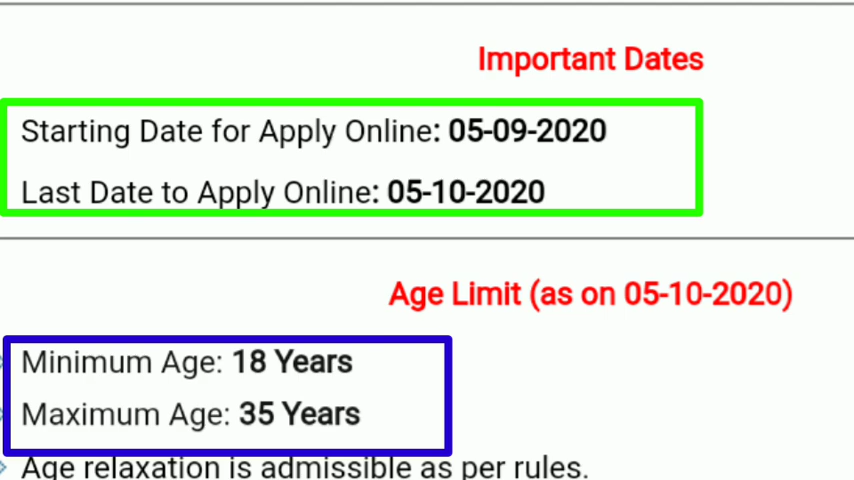 Important Dates
Starting Date for Apply Online: 05-09-2020
Last Date to Apply Online: 05-10-2020
Age Limit (as on 05-10-2020)
Minimum Age: 18 Years
Maximum Age: 35 Years
Age relaxation is admissible as per rules.